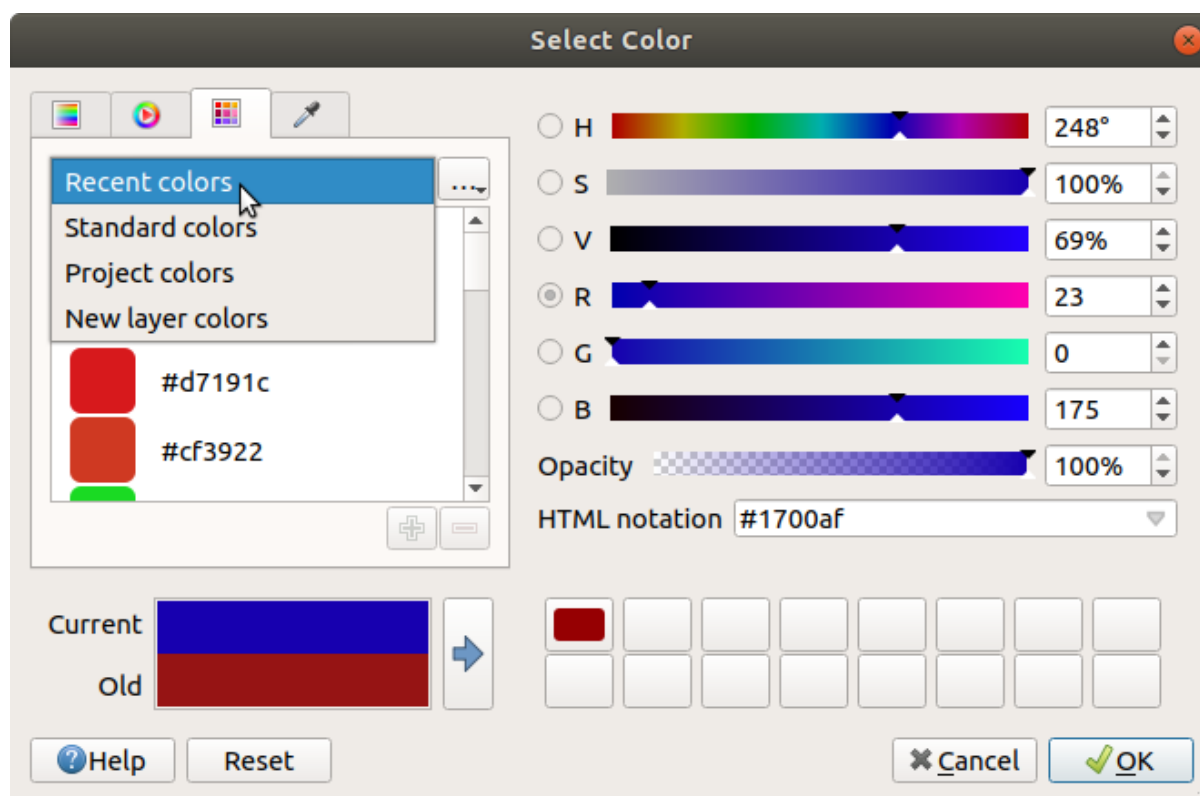 Select Color
Recent colors
...
Standard colors
Project colors
New layer colors
#d7191c
#cf3922
H 248°
S 100%
V 69%
R 23
G 0
B 175
Opacity 100%
HTML notation #1700af
Current
Old
Help
Reset
Cancel
OK